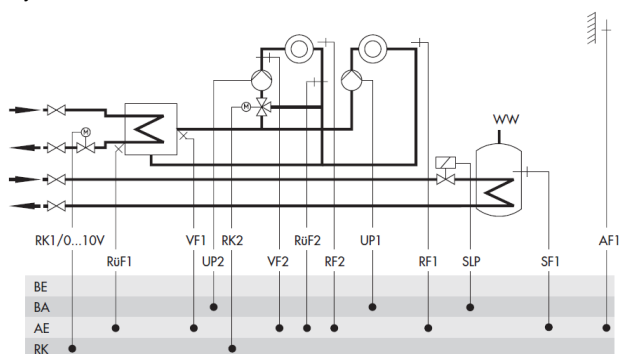 M
M
WW
RK1/0...10V
VF1
RK2
RüF2
UP1
AF1
RüF1
UP2
VF2
RF2
RF1
SLP
SF1
BE
BA
AE
RK